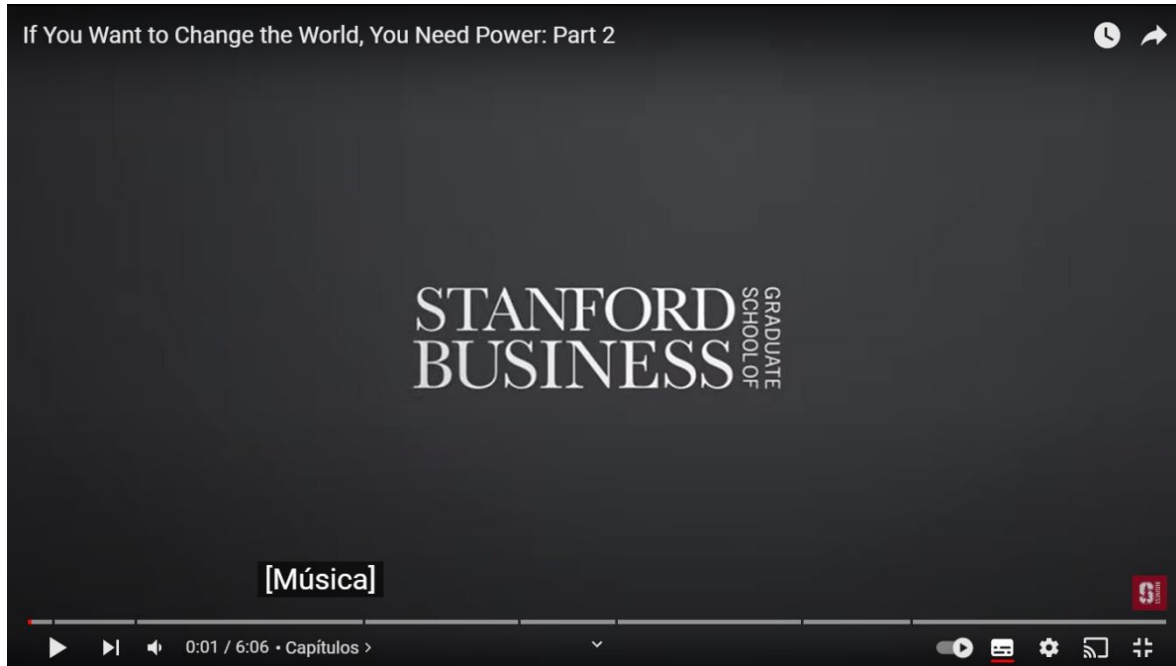 If You Want to Change the World, You Need Power: Part 2
STANFORD
BUSINESS
GRADUATE
SCHOOL OF
[Música]
0:01 / 6:06 • Capítulos >